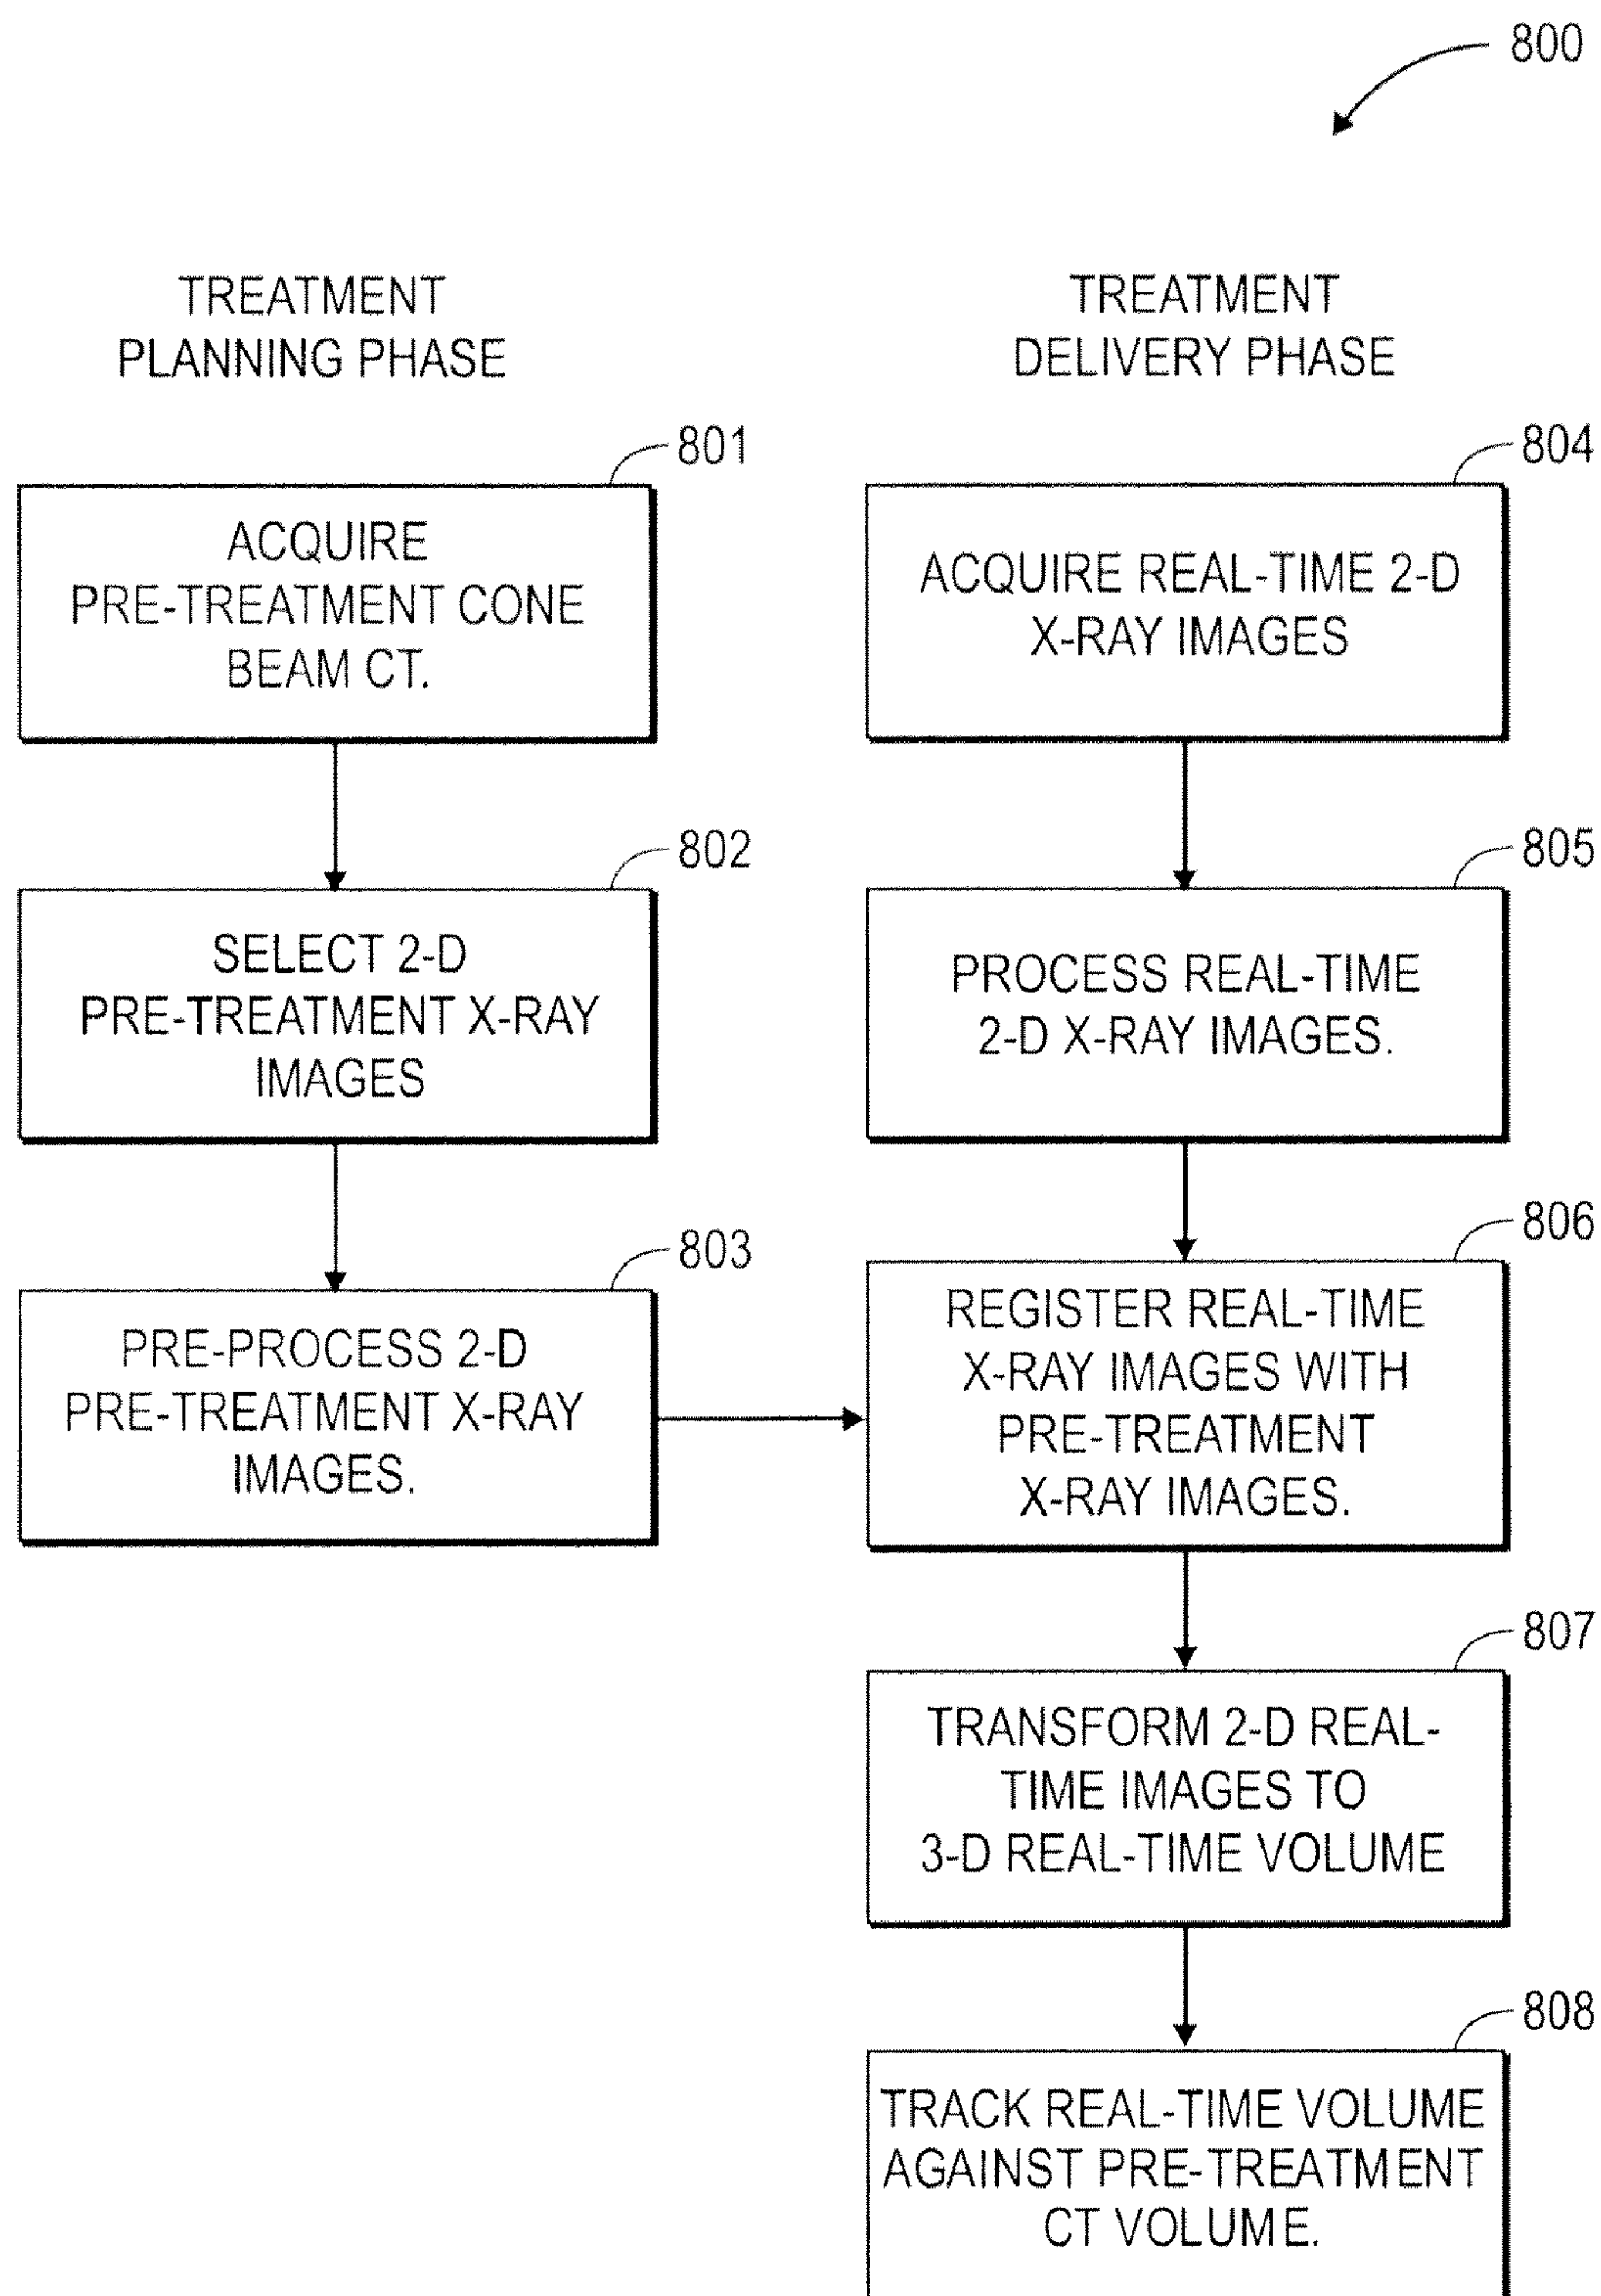 800
TREATMENT
PLANNING PHASE
801
ACQUIRE
PRE-TREATMENT CONE
BEAM CT.
802
SELECT 2-D
PRE-TREATMENT X-RAY
IMAGES
803
PRE-PROCESS 2-D
PRE-TREATMENT X-RAY
IMAGES.
TREATMENT
DELIVERY PHASE
804
ACQUIRE REAL-TIME 2-D
X-RAY IMAGES
805
PROCESS REAL-TIME
2-D X-RAY IMAGES.
806
REGISTER REAL-TIME
X-RAY IMAGES WITH
PRE-TREATMENT
X-RAY IMAGES.
807
TRANSFORM 2-D REAL-
TIME IMAGES TO
3-D REAL-TIME VOLUME
808
TRACK REAL-TIME VOLUME
AGAINST PRE-TREATMENT
CT VOLUME.